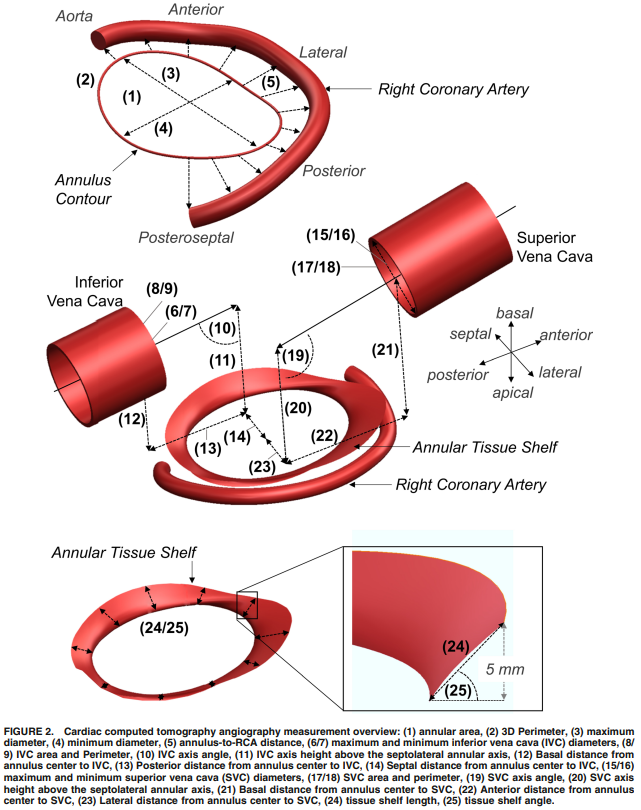 Aorta
Anterior
Lateral
(2)
(3)
(5)
(1)
(4)
Right Coronary Artery
Annulus
Contour
Posterior
Posteroseptal
(15/16)
(17/18)
Superior
Vena Cava
Inferior
Vena Cava
(8/9)
(6/7)
(10)
(11)
(19)
(21)
basal
septal
anterior
posterior
lateral
apical
(12)
(13)
(14)
(20)
(22)
(23)
Annular Tissue Shelf
Right Coronary Artery
Annular Tissue Shelf
(24/25)
(24)
(25)
5 mm
FIGURE 2. Cardiac computed tomography angiography measurement overview: (1) annular area, (2) 3D Perimeter, (3) maximum
diameter, (4) minimum diameter, (5) annulus-to-RCA distance, (6/7) maximum and minimum inferior vena cava (IVC) diameters, (8/
9) IVC area and Perimeter, (10) IVC axis angle, (11) IVC axis height above the septolateral annular axis, (12) Basal distance from
annulus center to IVC, (13) Posterior distance from annulus center to IVC, (14) Septal distance from annulus center to IVC, (15/16)
maximum and minimum superior vena cava (SVC) diameters, (17/18) SVC area and perimeter, (19) SVC axis angle, (20) SVC axis
height above the septolateral annular axis, (21) Basal distance from annulus center to SVC, (22) Anterior distance from annulus
center to SVC, (23) Lateral distance from annulus center to SVC, (24) tissue shelf length, (25) tissue shelf angle.